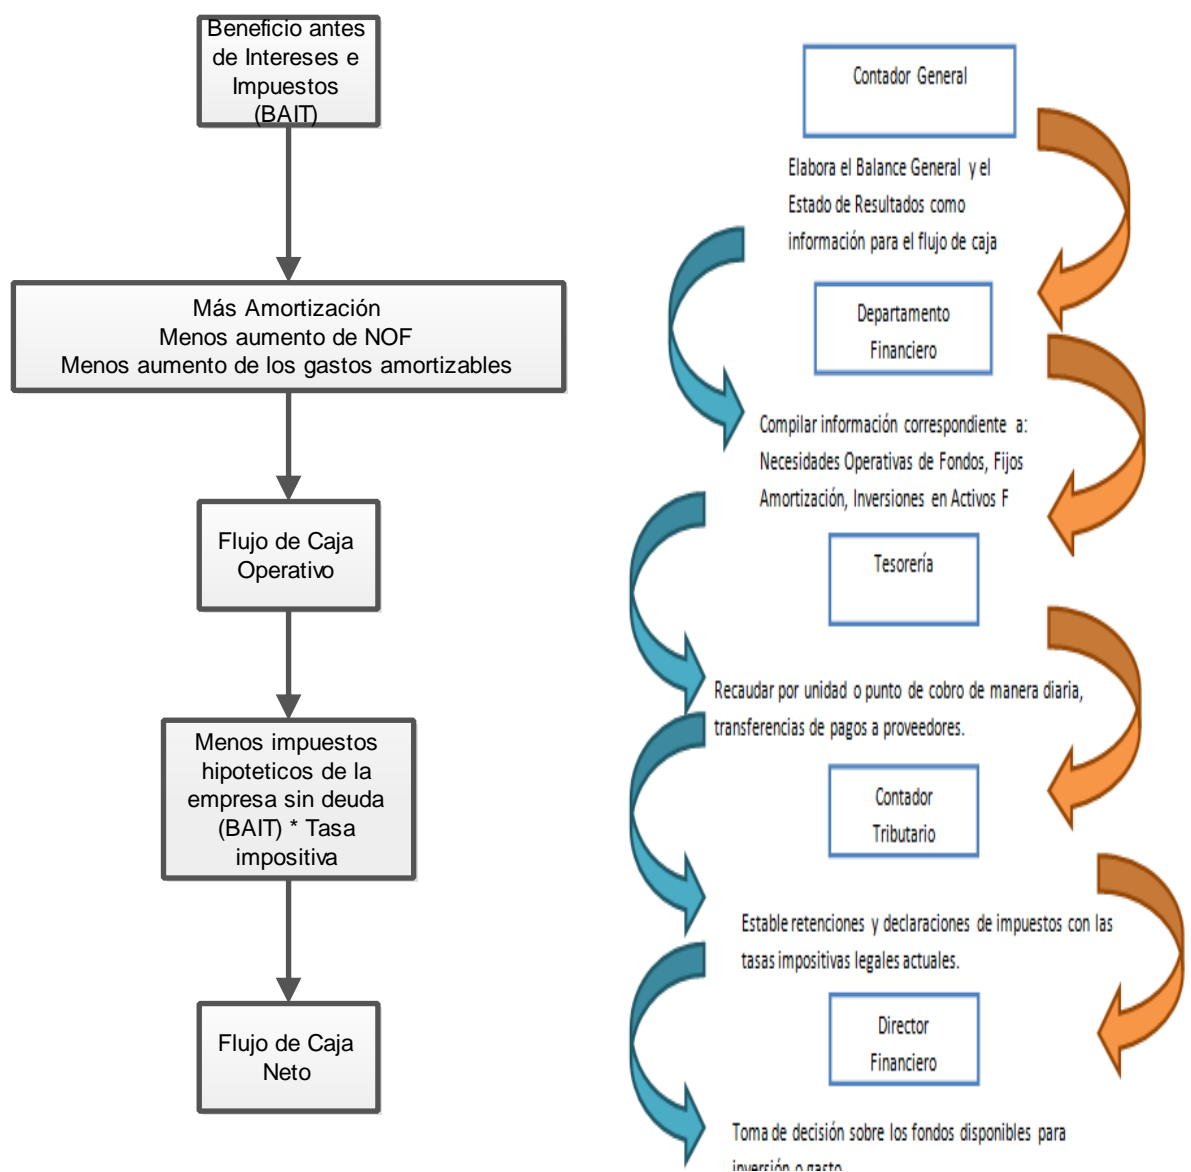 Beneficio antes
de Intereses e
Impuestos
(BAIT)
Más Amortización
Menos aumento de NOF
Menos aumento de los gastos amortizables
Flujo de Caja
Operativo
Menos impuestos
hipoteticos de la
empresa sin deuda
(BAIT) * Tasa
impositiva
Flujo de Caja
Neto
Contador General
Elabora el Balance General y el
Estado de Resultados como
información para el flujo de caja
Departamento
Financiero
Compilar información correspondiente a:
Necesidades Operativas de Fondos, Fijos
Amortización, Inversiones en Activos F
Tesorería
Recaudar por unidad o punto de cobro de manera diaria,
transferencias de pagos a proveedores.
Contador
Tributario
Estable retenciones y declaraciones de impuestos con las
tasas impositivas legales actuales.
Director
Financiero
Toma de decisión sobre los fondos disponibles para
inversión o gasto